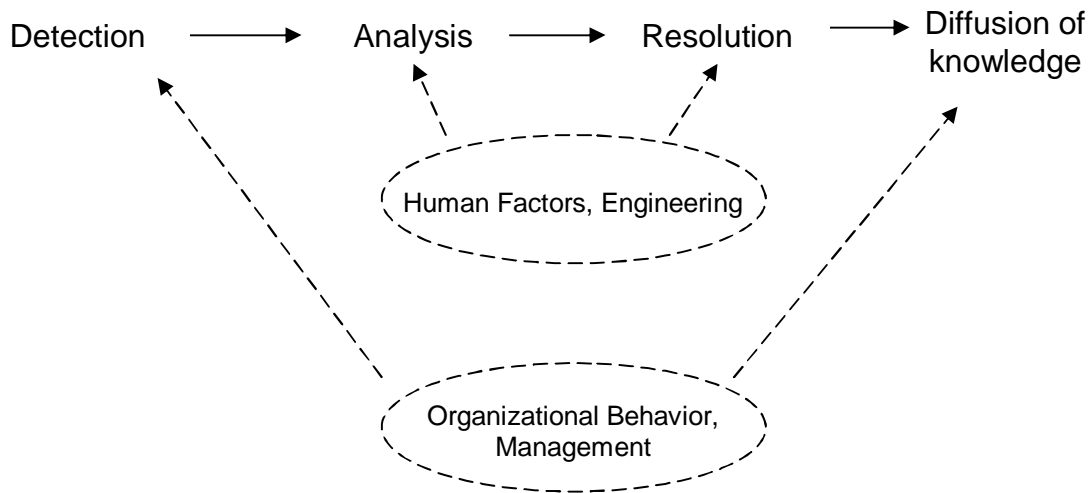 Detection
Analysis
Resolution
Diffusion of
knowledge
Human Factors, Engineering
Organizational Behavior,
Management